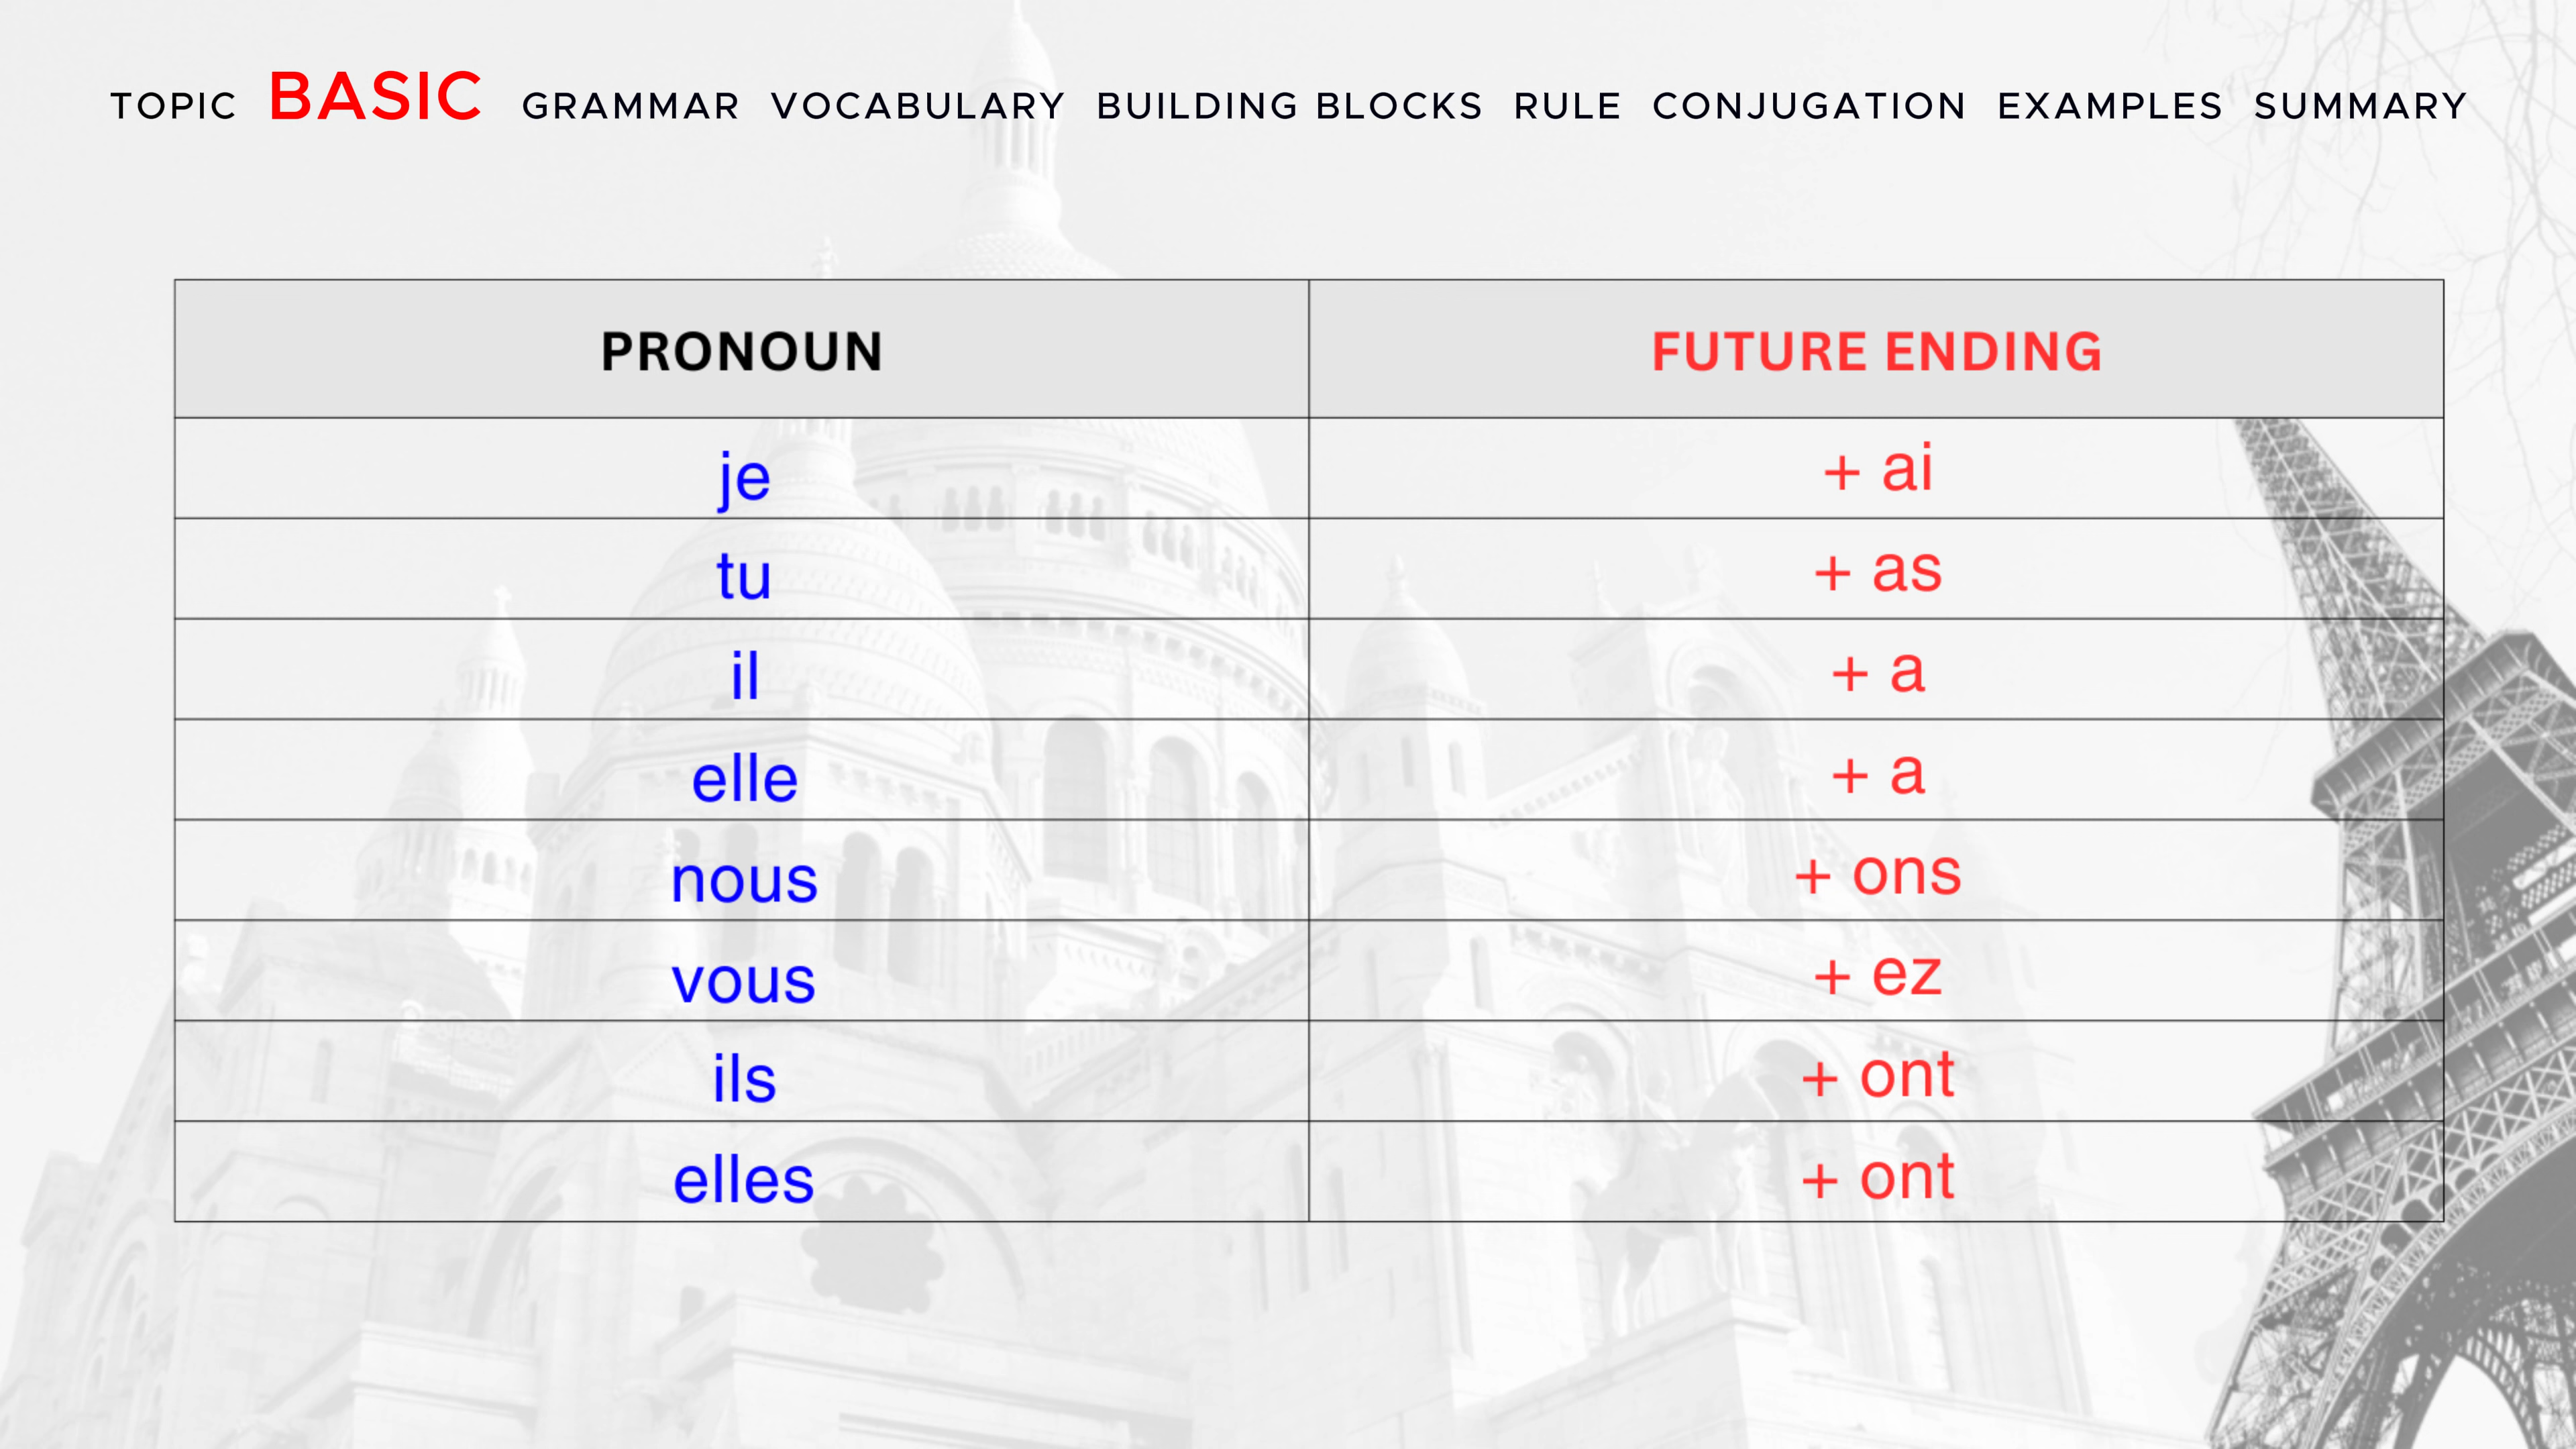 TOPIC BASIC GRAMMAR VOCABULARY BUILDING BLOCKS RULE CONJUGATION EXAMPLES SUMMARY
PRONOUN FUTURE ENDING
je + ai
tu + as
il + a
elle + a
nous + ons
vous + ez
ils + ont
elles + ont